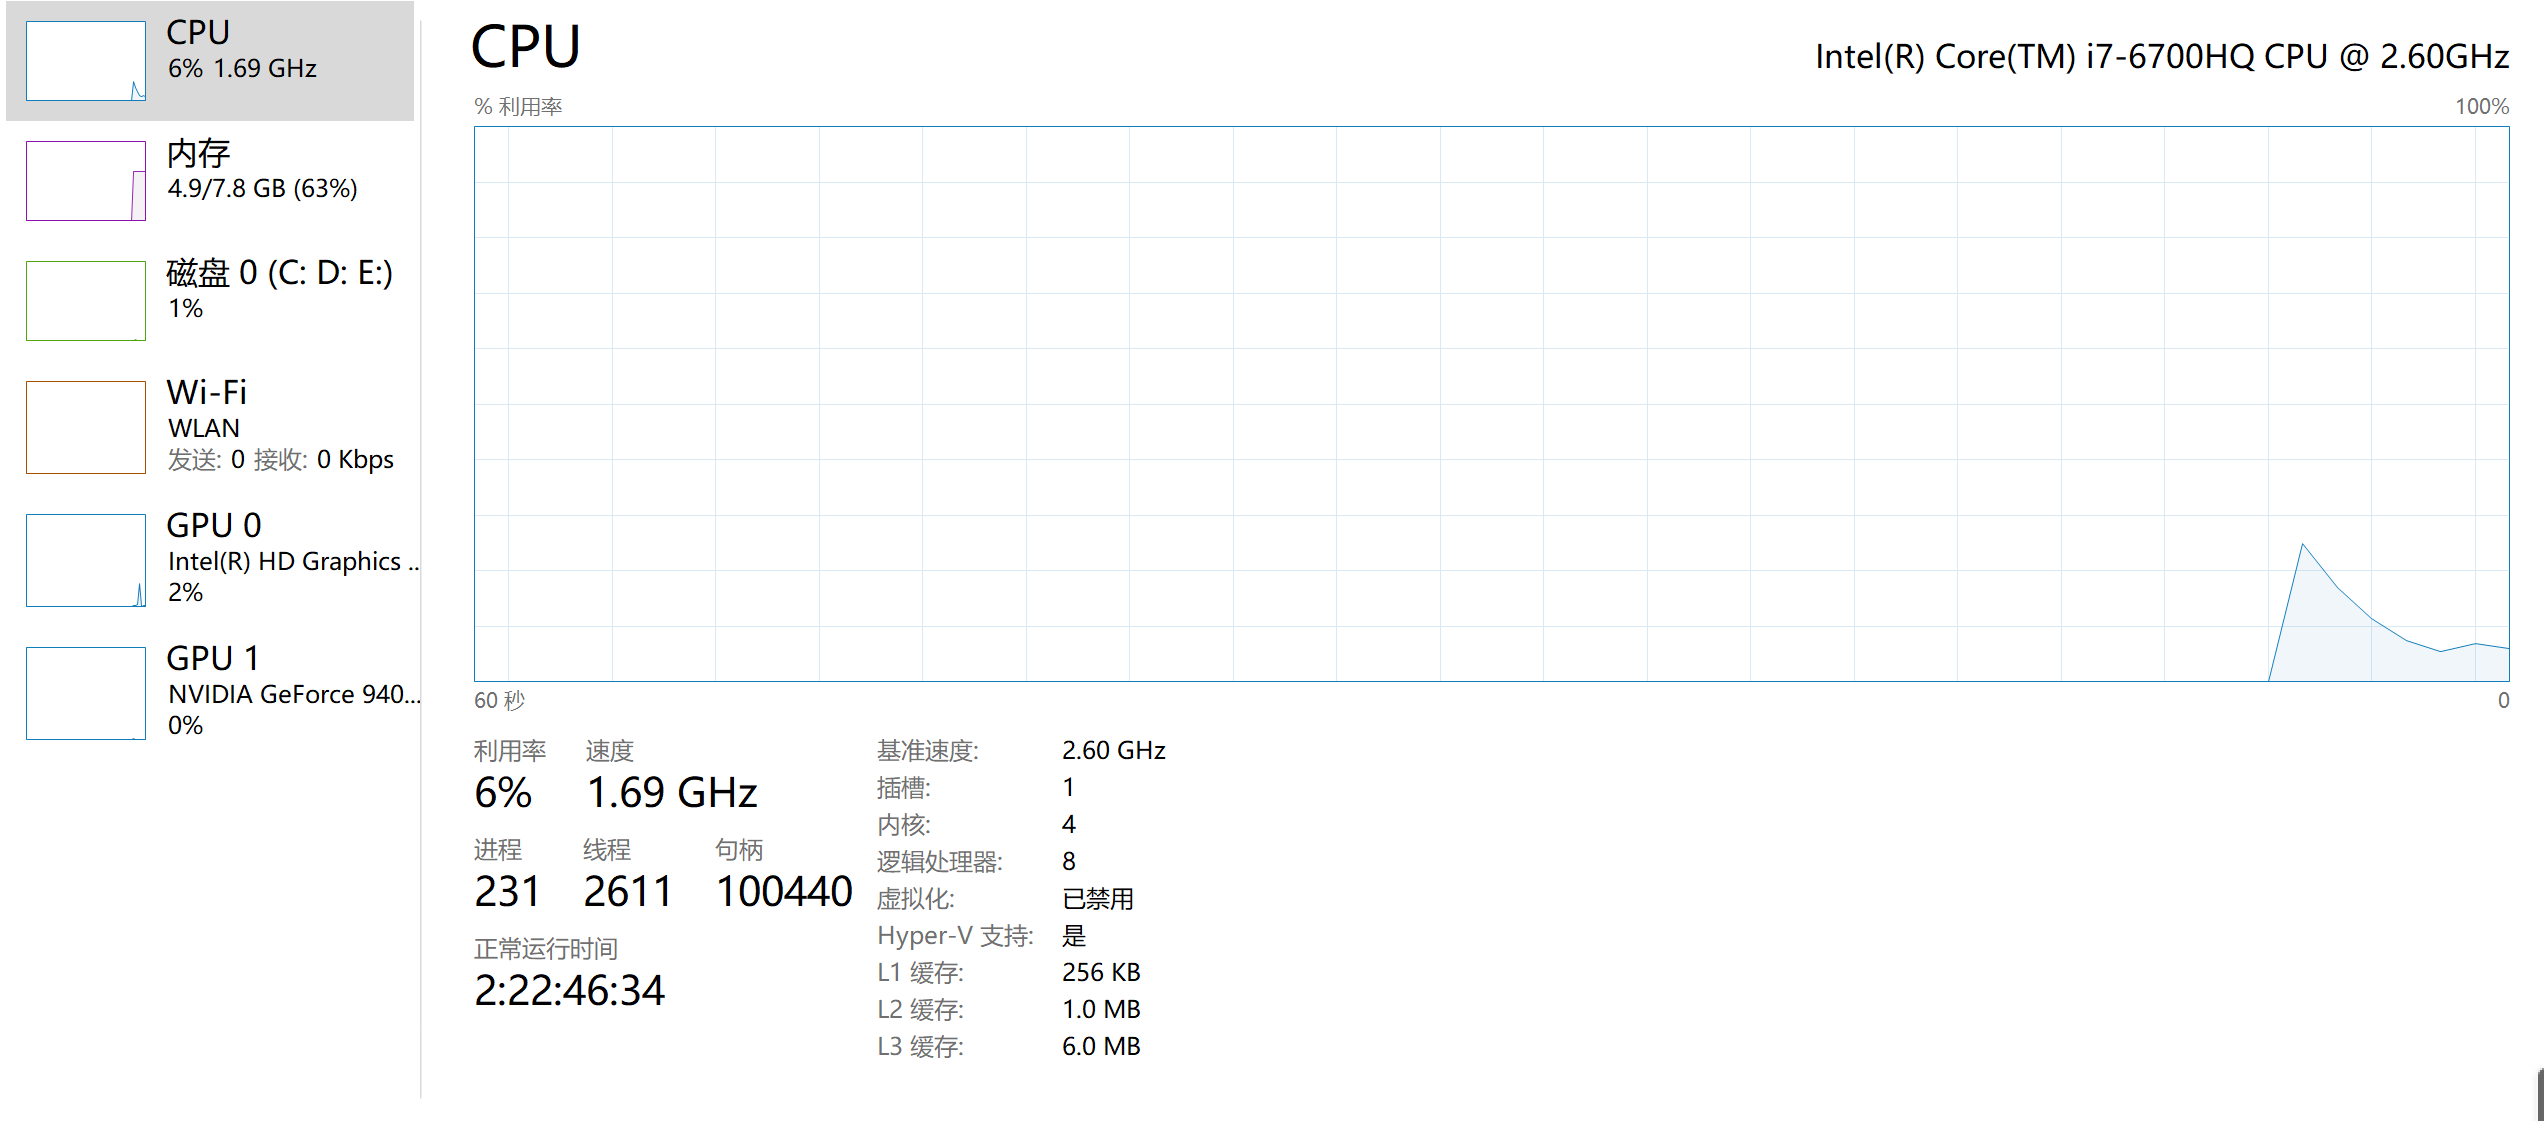 CPU
6% 1.69 GHz
内存
4.9/7.8 GB (63%)
磁盘 0 (C: D: E:)
1%
Wi-Fi
WLAN
发送: 0 接收: 0 Kbps
GPU 0
Intel(R) HD Graphics ...
2%
GPU 1
NVIDIA GeForce 940...
0%
CPU
Intel(R) Core(TM) i7-6700HQ CPU @ 2.60GHz
% 利用率
100%
60 秒
0
利用率 速度
6% 1.69 GHz
进程 线程 句柄
231 2611 100440
正常运行时间
2:22:46:34
基准速度: 2.60 GHz
插槽: 1
内核: 4
逻辑处理器: 8
虚拟化: 已禁用
Hyper-V 支持: 是
L1 缓存: 256 KB
L2 缓存: 1.0 MB
L3 缓存: 6.0 MB